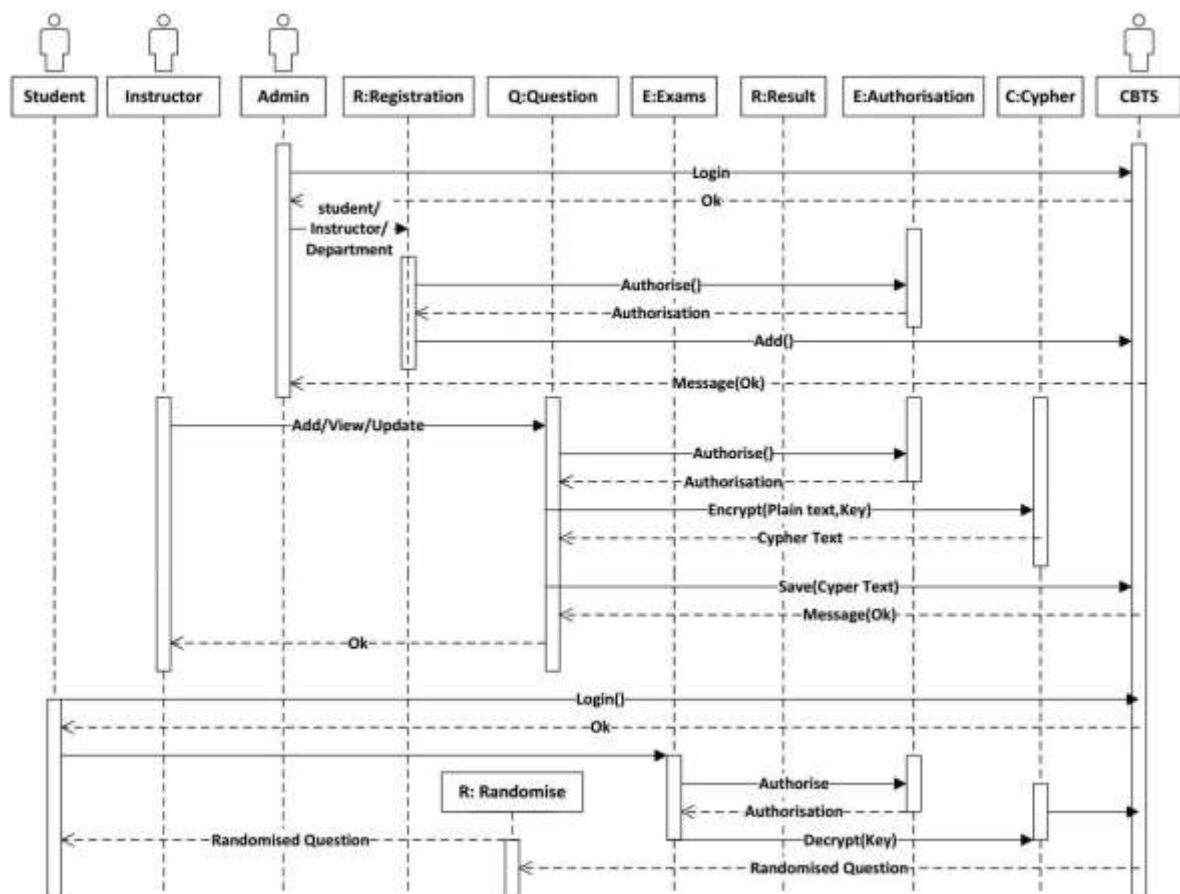 Student
Instructor
Admin
R:Registration
Q:Question
E:Exams
R:Result
E:Authorisation
C:Cypher
CBTS
Login
Ok
student/
Instructor/
Department
Authorise()
Authorisation
Add()
Message(Ok)
Add/View/Update
Authorise()
Authorisation
Encrypt(Plain text,Key)
Cypher Text
Save(Cyper Text)
Message(Ok)
Ok
Login()
Ok
R: Randomise
Authorise
Authorisation
Randomised Question
Decrypt(Key)
Randomised Question